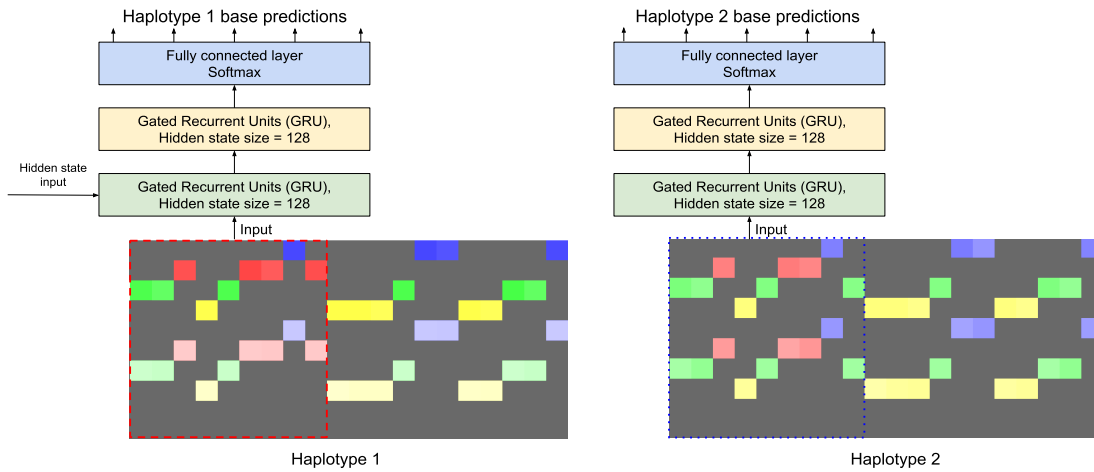 Haplotype 1 base predictions
Fully connected layer
Softmax
Gated Recurrent Units (GRU),
Hidden state size = 128
Hidden state
input
Gated Recurrent Units (GRU),
Hidden state size = 128
Input
Haplotype 1
Haplotype 2 base predictions
Fully connected layer
Softmax
Gated Recurrent Units (GRU),
Hidden state size = 128
Gated Recurrent Units (GRU),
Hidden state size = 128
Input
Haplotype 2